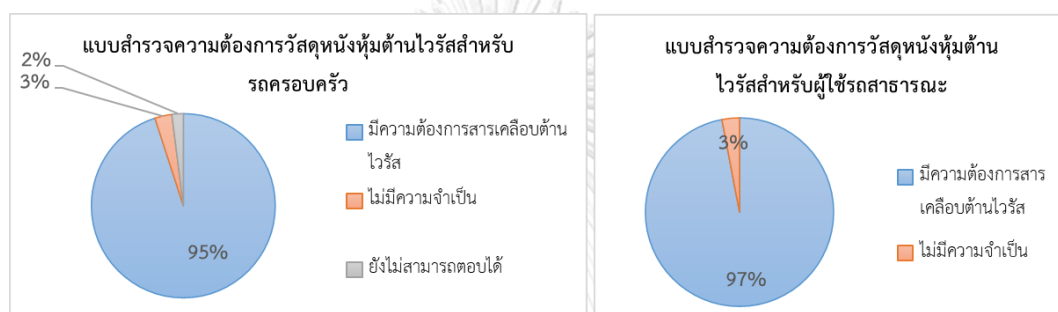 แบบสำรวจความต้องการวัสดุหนังหุ้มต้านไวรัสสำหรับ
รถครอบครัว
2%
3%
95%
มีความต้องการสารเคลือบต้าน
ไวรัส
ไม่มีความจำเป็น
ยังไม่สามารถตอบได้
แบบสำรวจความต้องการวัสดุหนังหุ้มต้าน
ไวรัสสำหรับผู้ใช้รถสาธารณะ
3%
97%
มีความต้องการสาร
เคลือบต้านไวรัส
ไม่มีความจำเป็น